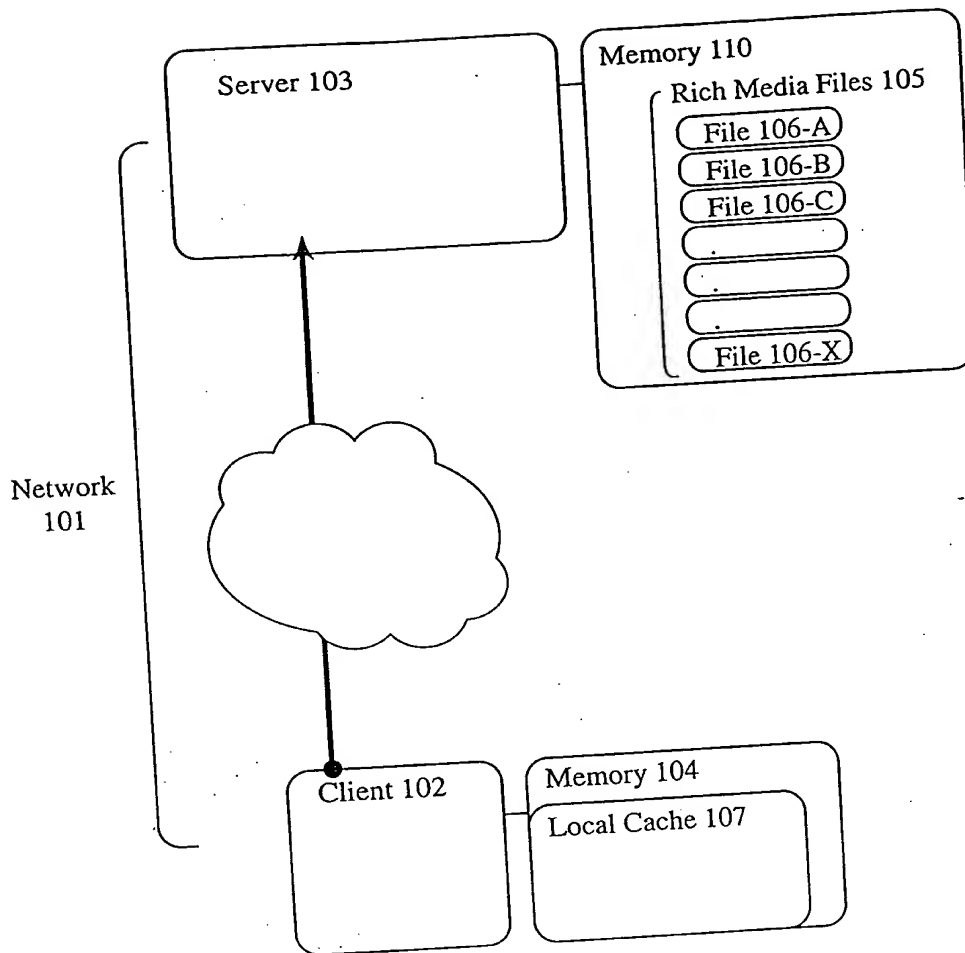 Server 103
Memory 110
Rich Media Files 105
File 106-A
File 106-B
File 106-C
.
.
.
File 106-X
Network
101
Client 102
Memory 104
Local Cache 107